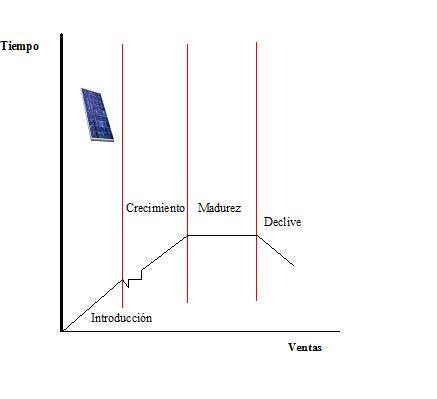 Tiempo
Crecimiento
Madurez
Declive
Introducción
Ventas